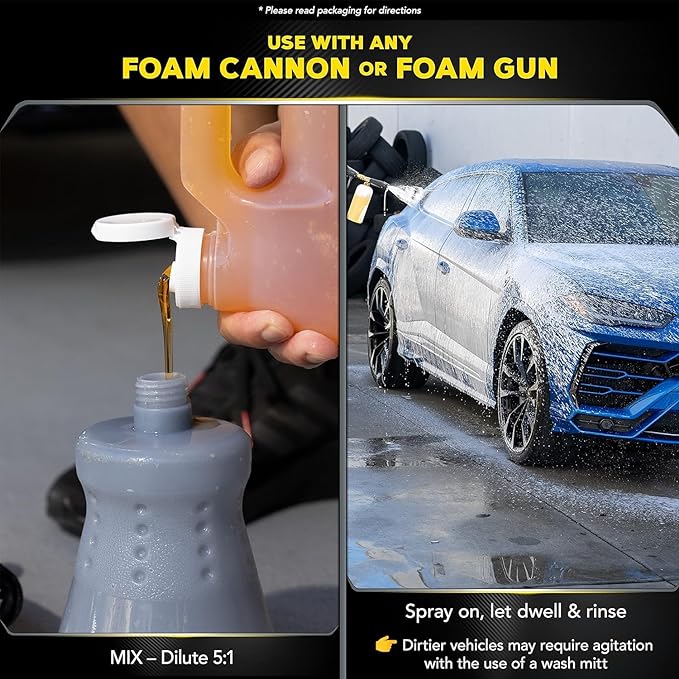 * Please read packaging for directions
USE WITH ANY
FOAM CANNON OR FOAM GUN
MIX – Dilute 5:1
Spray on, let dwell & rinse
👉 Dirtier vehicles may require agitation
with the use of a wash mitt